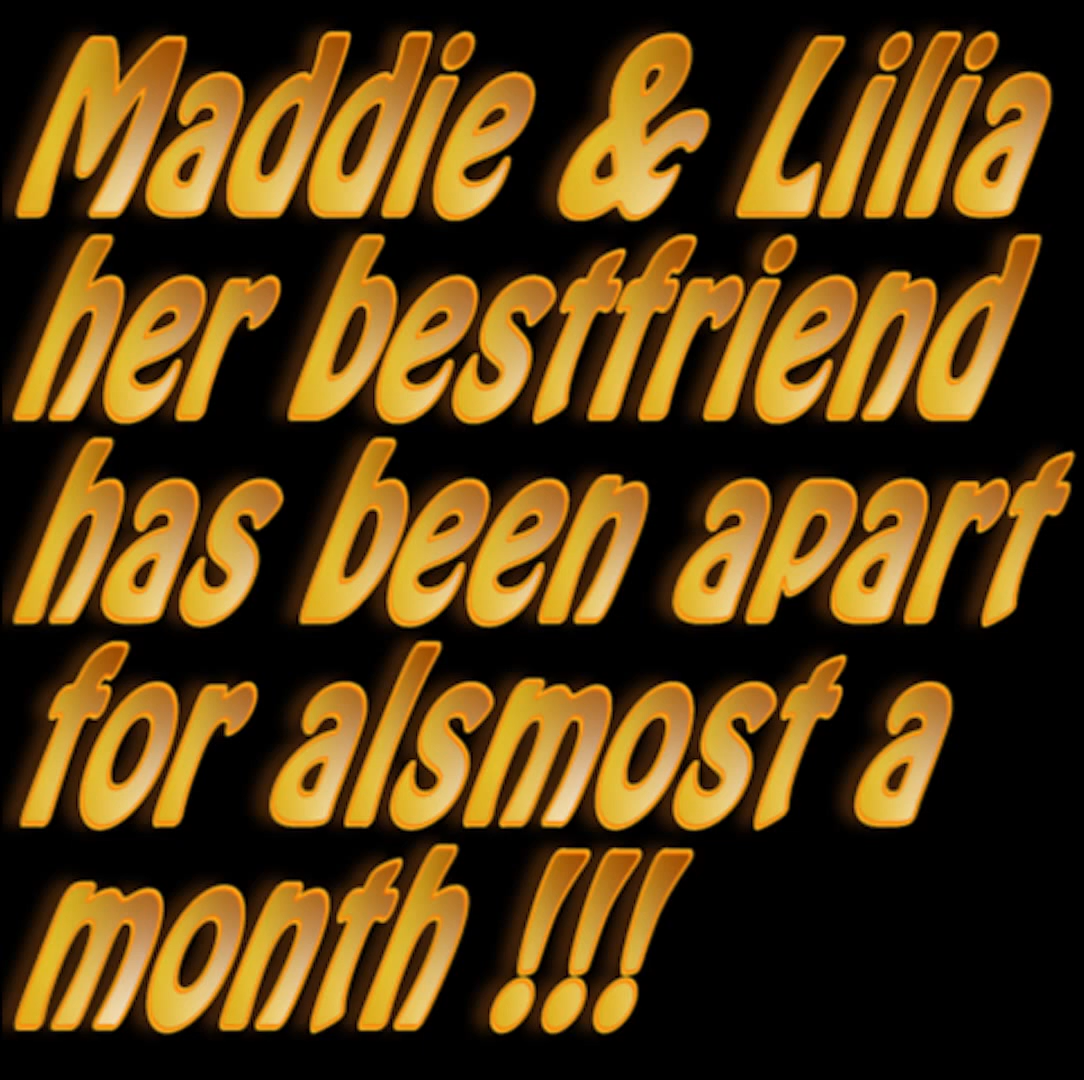 Maddie & Lilia
her bestfriend
has been apart
for alsmost a
month !!!